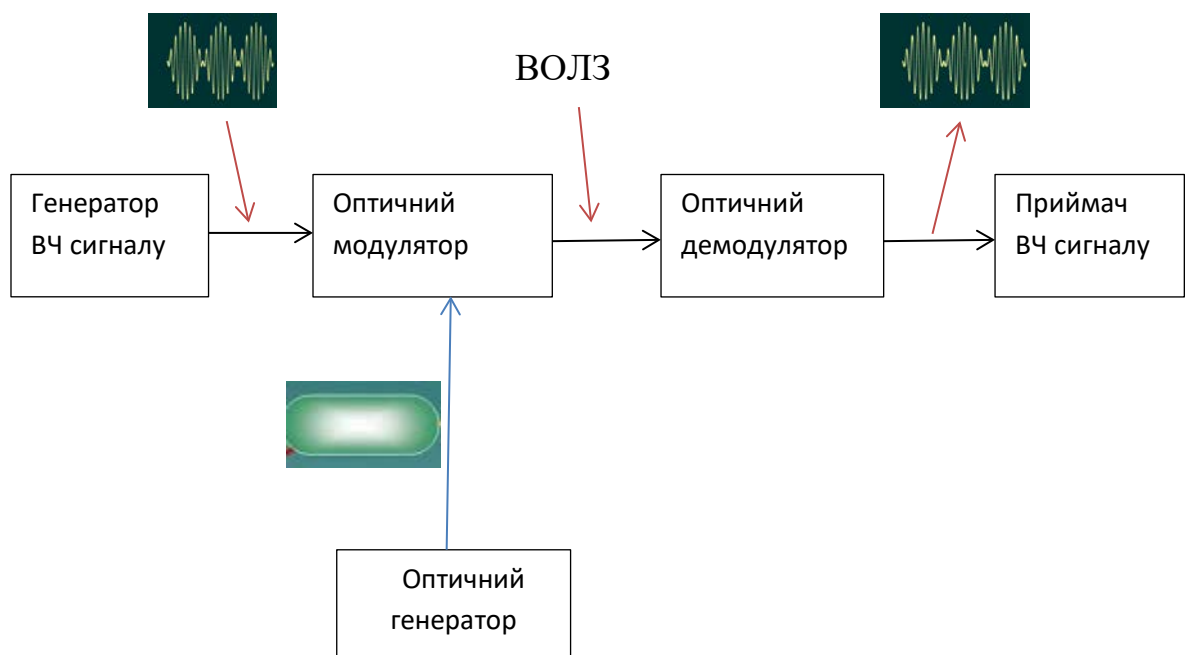 ВОЛЗ
Генератор
ВЧ сигналу
Оптичний
модулятор
Оптичний
демодулятор
Приймач
ВЧ сигналу
Оптичний
генератор